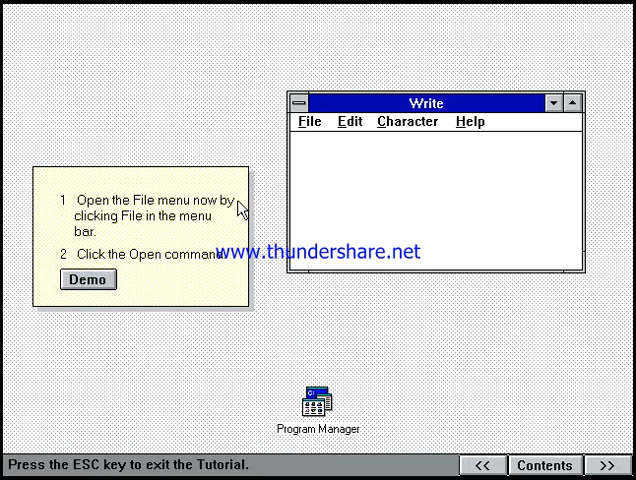 Write
File Edit Character Help
1 Open the File menu now by
clicking File in the menu
bar.
2 Click the Open command.
www.thundershare.net
Demo
Program Manager
Press the ESC key to exit the Tutorial.
<< Contents >>